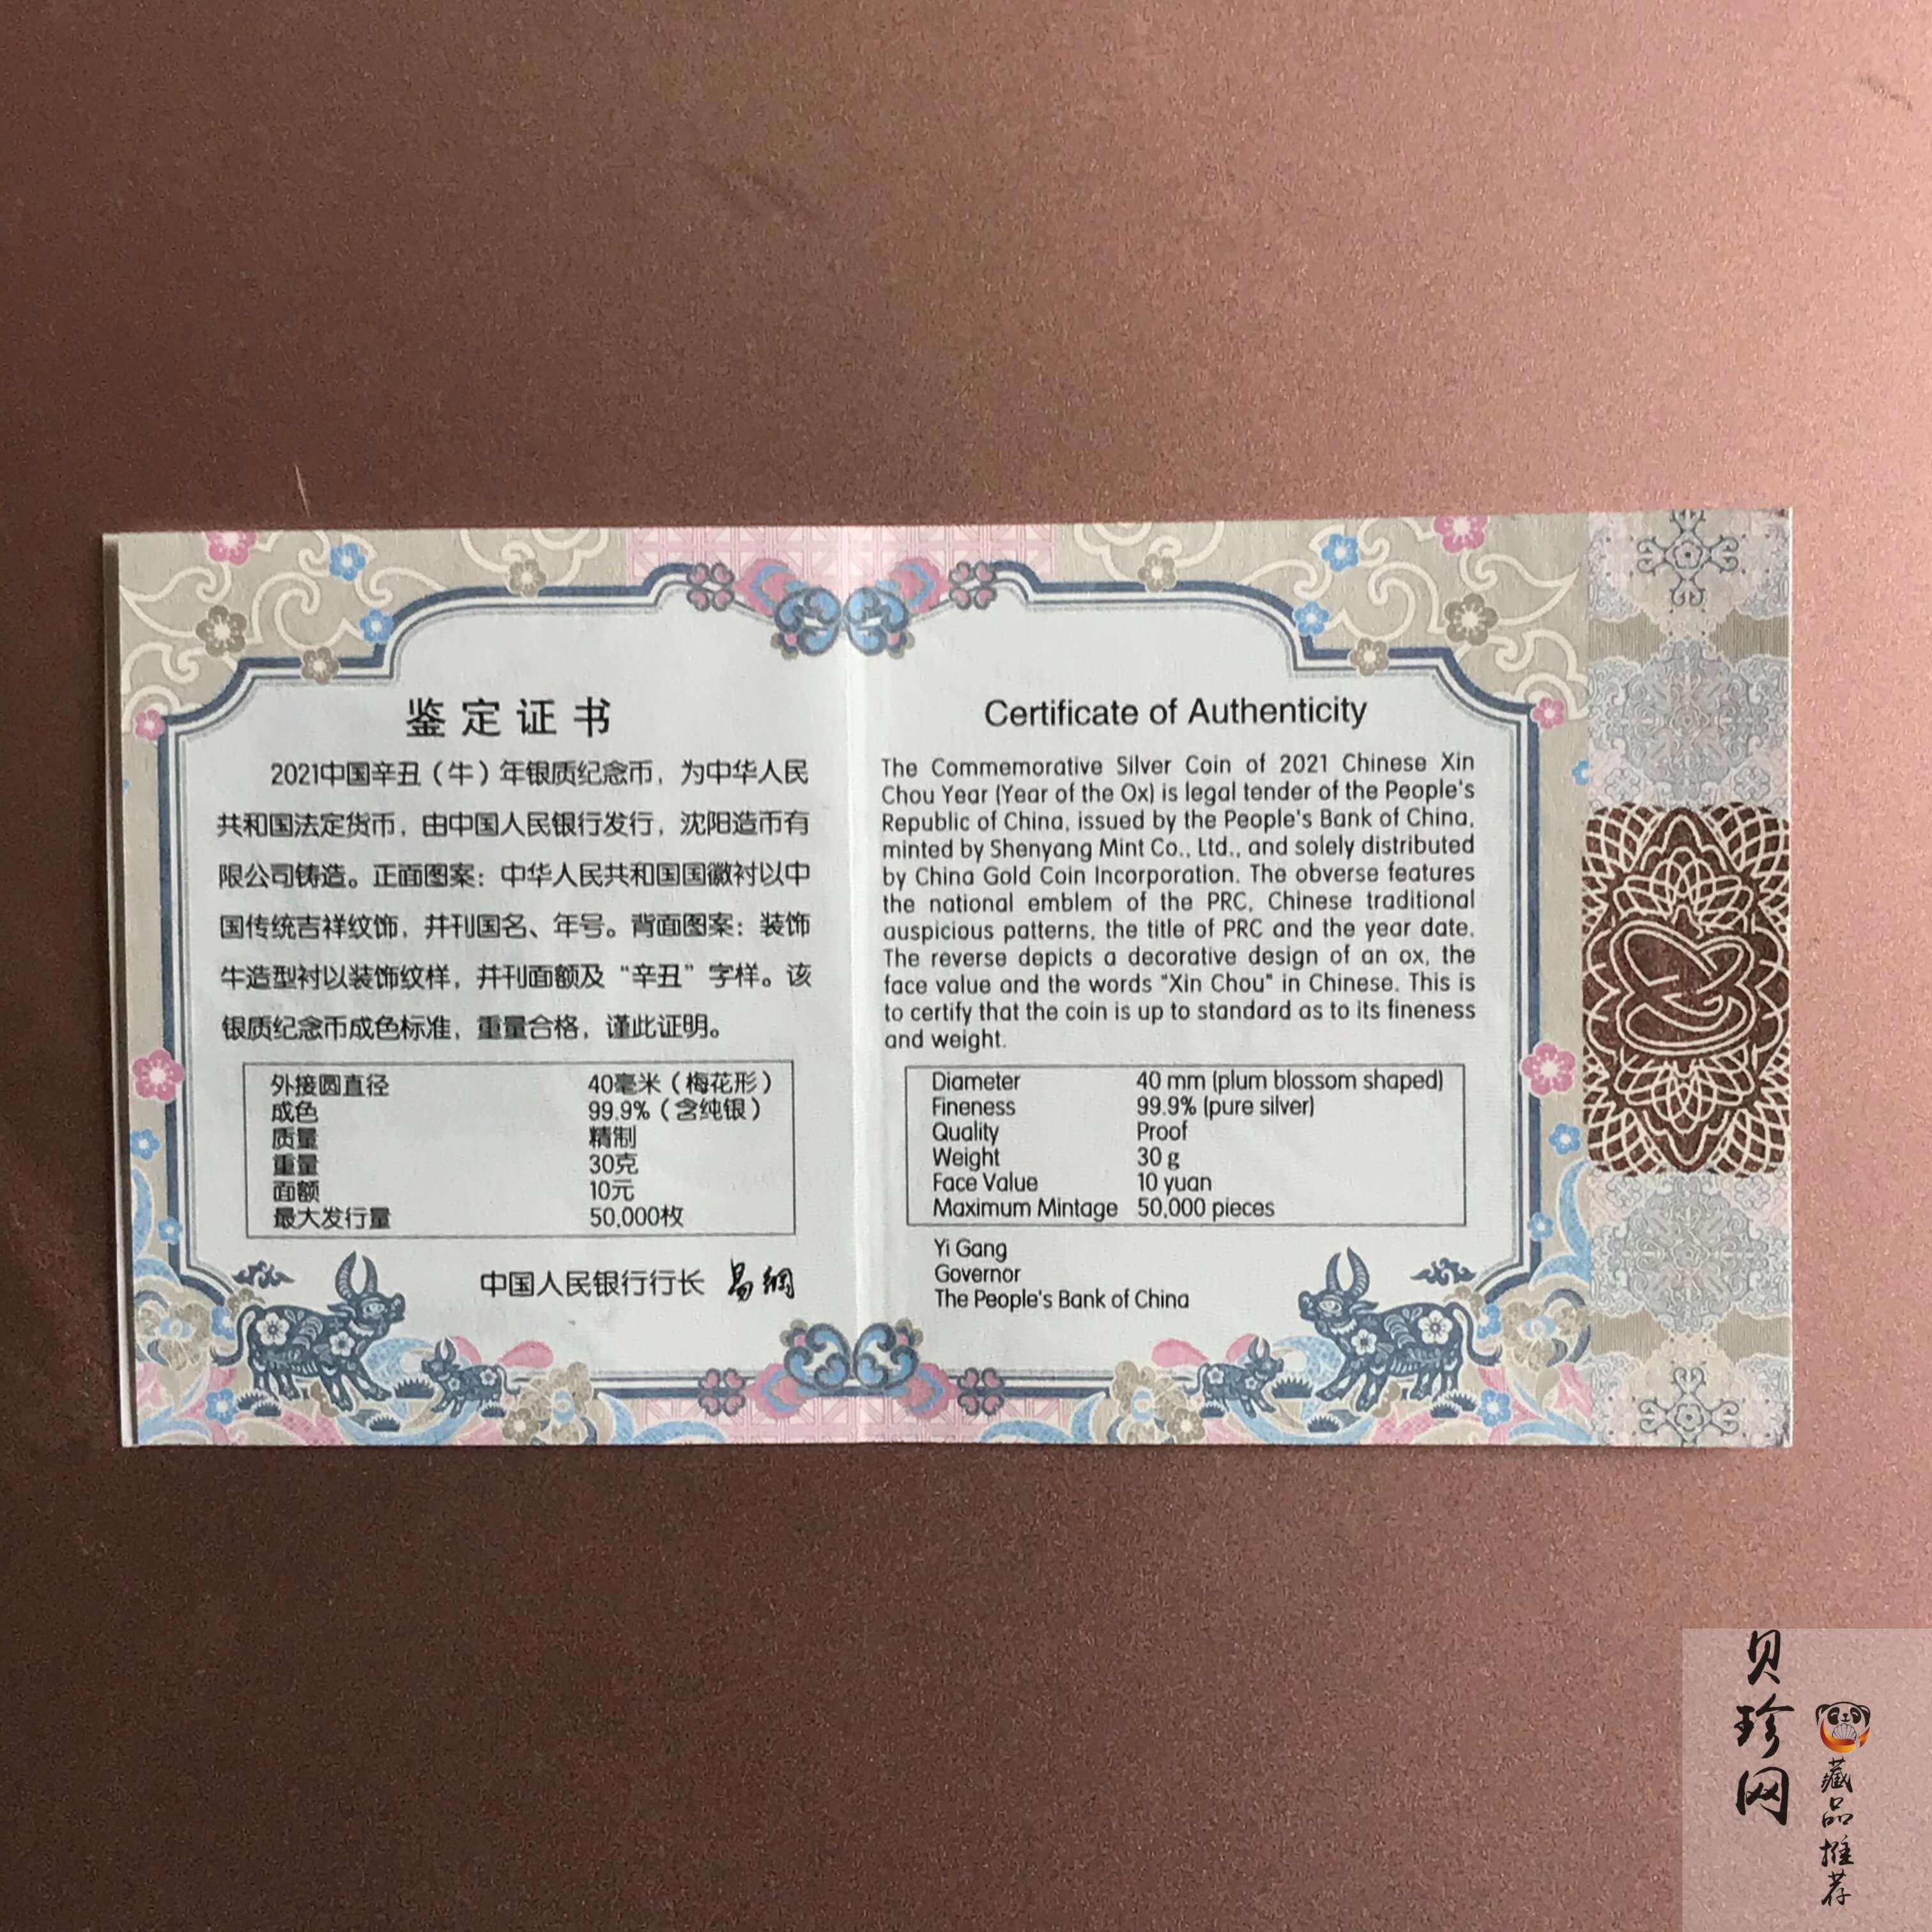 鉴定证书
2021中国辛丑（牛）年银质纪念币，为中华人民
共和国法定货币，由中国人民银行发行，沈阳造币有
限公司铸造。正面图案：中华人民共和国国徽衬以中
国传统吉祥纹饰，并刊国名、年号。背面图案：装饰
牛造型衬以装饰纹样，并刊面额及“辛丑”字样。该
银质纪念币成色标准，重量合格，谨此证明。
外接圆直径 40毫米（梅花形）
成色 99.9%（含纯银）
质量 精制
重量 30克
面额 10元
最大发行量 50,000枚
中国人民银行行长 易纲
Certificate of Authenticity
The Commemorative Silver Coin of 2021 Chinese Xin
Chou Year (Year of the Ox) is legal tender of the People's
Republic of China, issued by the People's Bank of China,
minted by Shenyang Mint Co., Ltd., and solely distributed
by China Gold Coin Incorporation. The obverse features
the national emblem of the PRC, Chinese traditional
auspicious patterns, the title of PRC and the year date.
The reverse depicts a decorative design of an ox, the
face value and the words "Xin Chou" in Chinese. This is
to certify that the coin is up to standard as to its fineness
and weight.
Diameter 40 mm (plum blossom shaped)
Fineness 99.9% (pure silver)
Quality Proof
Weight 30 g
Face Value 10 yuan
Maximum Mintage 50,000 pieces
Yi Gang
Governor
The People's Bank of China
贝珍网
藏品推荐